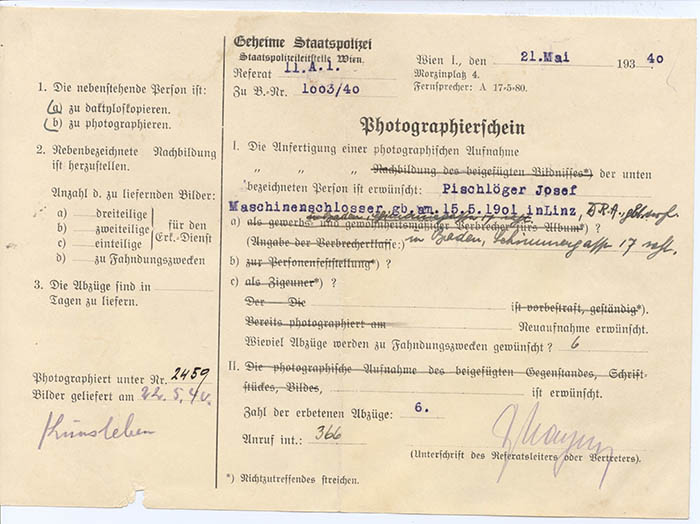 1. Die nebenstehende Person ist:
(a) zu daktyloskopieren.
(b) zu photographieren.
2. Nebenbezeichnete Nachbildung
ist herzustellen.
Anzahl d. zu liefernden Bilder:
a) dreiteilige
b) zweiteilige
c) einteilige
für den
Erk.-Dienst
d) zu Fahndungszwecken
3. Die Abzüge sind in
Tagen zu liefern.
Photographiert unter Nr. 2459
Bilder geliefert am 22.5.40.
Geheime Staatspolizei
Staatspolizeileitstelle Wien.
Referat 11.A.1.
Zu B.-Nr. 1003/40
Wien I., den 21.Mai 1940
Morzinplatz 4.
Fernsprecher: A 17-5-80.
Photographierschein
I. Die Anfertigung einer photographischen Aufnahme
" " " Nachbildung des beigefügten Bildnisses*) der unten
bezeichneten Person ist erwünscht: Pischlöger Josef
Maschinenschlosser, gb. am 15.5.1901 inLinz, D.R.A.,
a) als gewerbs- und gewohnheitsmäßiger Verbrecher fürs Album*) ?
(Angabe der Verbrecherklasse:) in Baden, 17
b) zur Personenfeststellung*) ?
c) als Zigeuner*) ?
Der — Die ist vorbestraft, geständig*).
Bereits photographiert am Neuaufnahme erwünscht.
Wieviel Abzüge werden zu Fahndungszwecken gewünscht ? 6
II. Die photographische Aufnahme des beigefügten Gegenstandes, Schrift-
stückes, Bildes, ist erwünscht.
Zahl der erbetenen Abzüge: 6.
Anruf int.: 366
(Unterschrift des Referatsleiters oder Vertreters).
*) Nichtzutreffendes streichen.